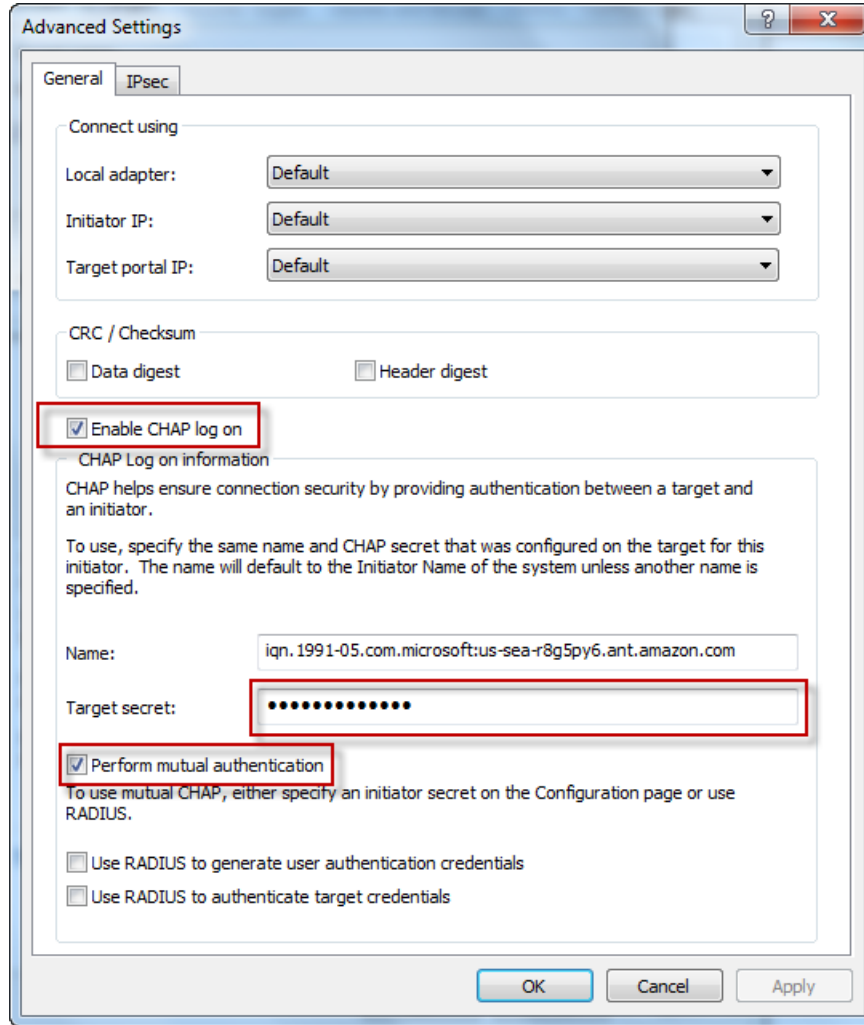 Advanced Settings
?
X
General
IPsec
Connect using
Local adapter:
Default
Initiator IP:
Default
Target portal IP:
Default
CRC / Checksum
Data digest
Header digest
Enable CHAP log on
CHAP Log on information
CHAP helps ensure connection security by providing authentication between a target and
an initiator.
To use, specify the same name and CHAP secret that was configured on the target for this
initiator. The name will default to the Initiator Name of the system unless another name is
specified.
Name:
iqn.1991-05.com.microsoft:us-sea-r8g5py6.ant.amazon.com
Target secret:
•••••••••••••
Perform mutual authentication
To use mutual CHAP, either specify an initiator secret on the Configuration page or use
RADIUS.
Use RADIUS to generate user authentication credentials
Use RADIUS to authenticate target credentials
OK
Cancel
Apply